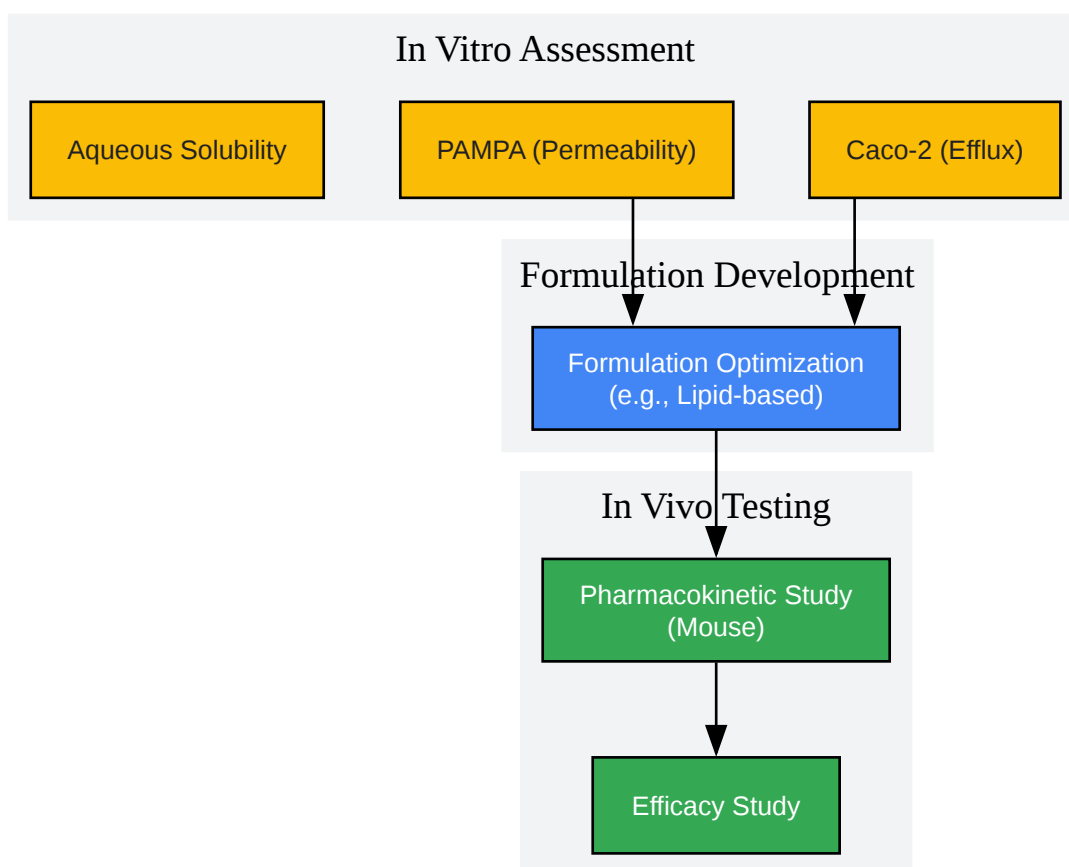 In Vitro Assessment
Aqueous Solubility
PAMPA (Permeability)
Caco-2 (Efflux)
Formulation Development
Formulation Optimization
(e.g., Lipid-based)
In Vivo Testing
Pharmacokinetic Study
(Mouse)
Efficacy Study